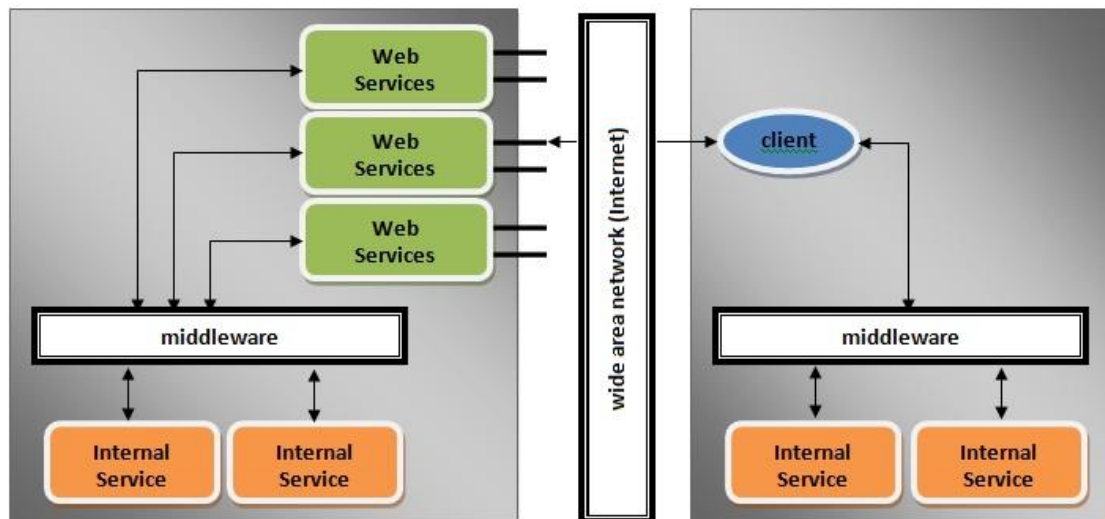 Web
Services
Web
Services
Web
Services
middleware
Internal
Service
Internal
Service
wide area network (Internet)
client
middleware
Internal
Service
Internal
Service